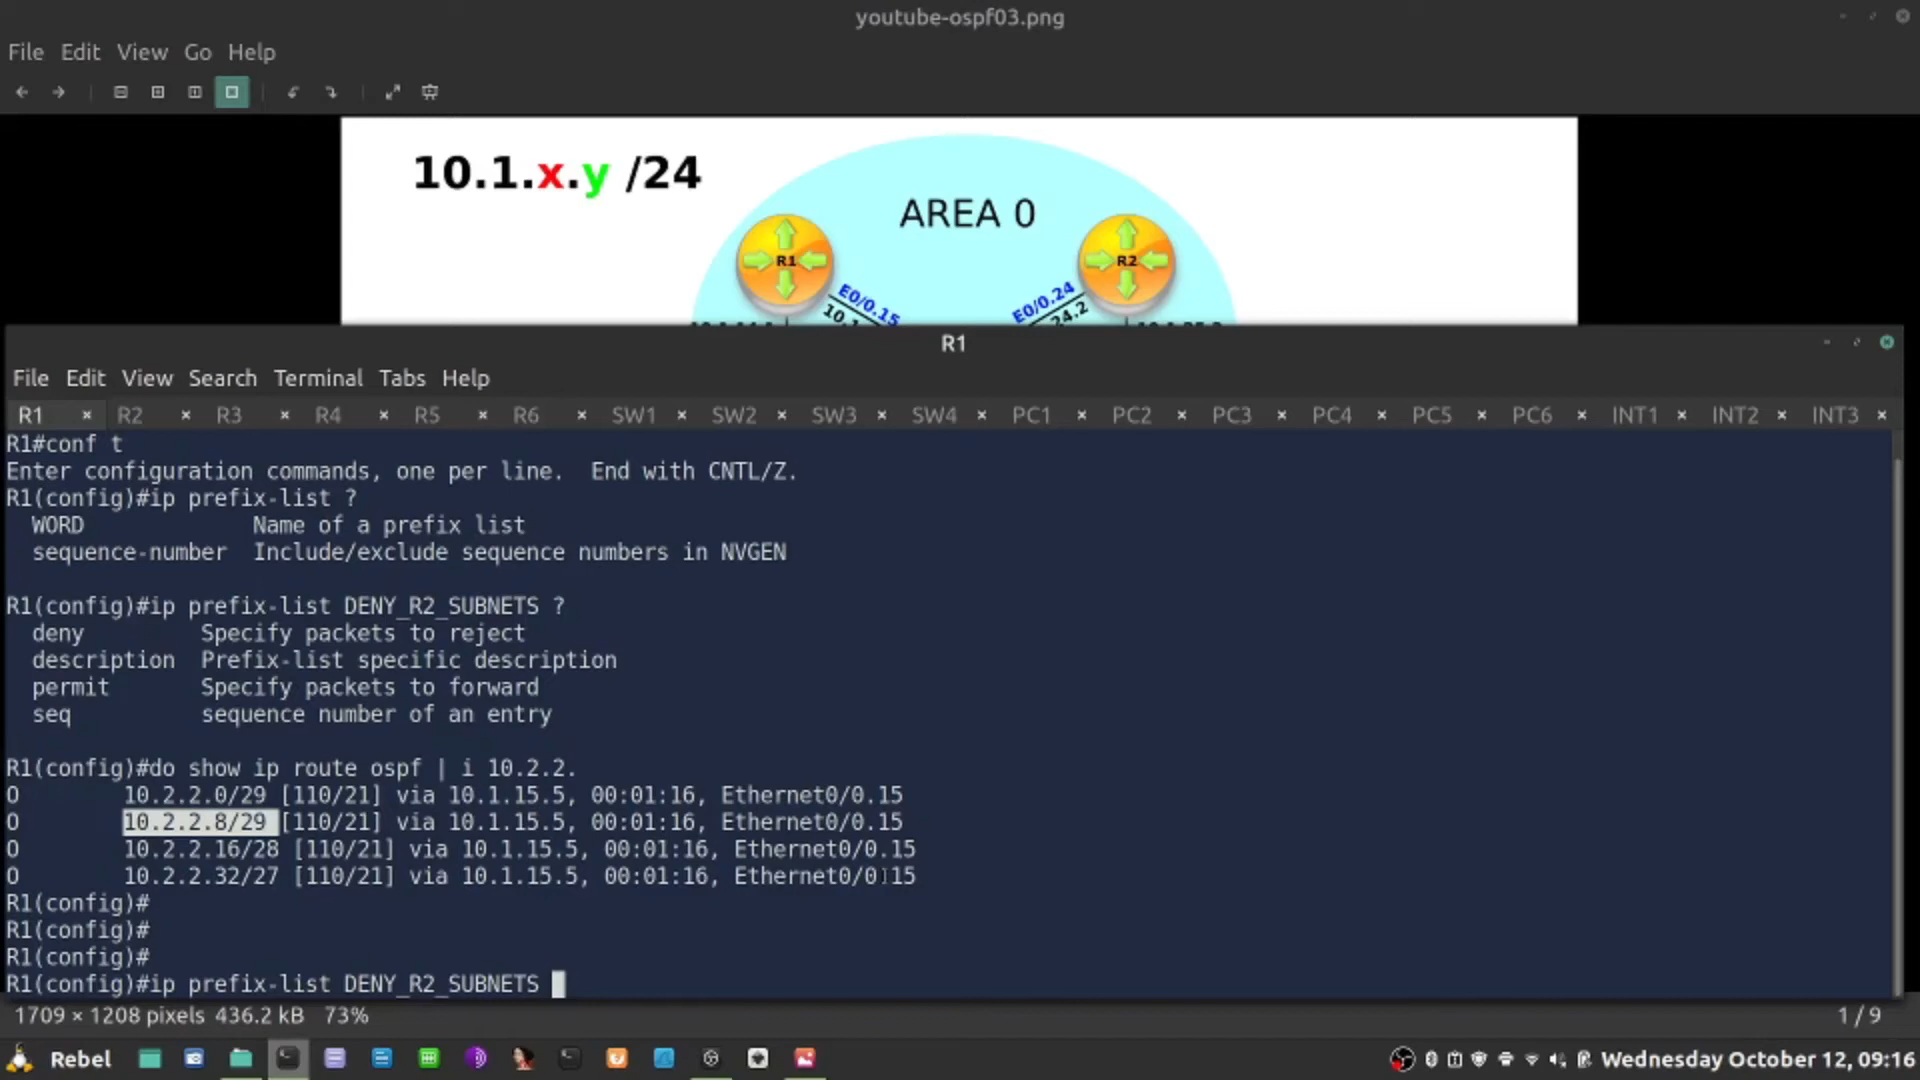 youtube-ospf03.png
File Edit View Go Help
10.1.x.y /24
AREA 0
R1
R2
E0/0.15
10.1
E0/0.24
24.2
R1
File Edit View Search Terminal Tabs Help
R1 × R2 × R3 × R4 × R5 × R6 × SW1 × SW2 × SW3 × SW4 × PC1 × PC2 × PC3 × PC4 × PC5 × PC6 × INT1 × INT2 × INT3 ×
R1#conf t
Enter configuration commands, one per line.  End with CNTL/Z.
R1(config)#ip prefix-list ?
  WORD             Name of a prefix list
  sequence-number  Include/exclude sequence numbers in NVGEN
R1(config)#ip prefix-list DENY_R2_SUBNETS ?
  deny         Specify packets to reject
  description  Prefix-list specific description
  permit       Specify packets to forward
  seq          sequence number of an entry
R1(config)#do show ip route ospf | i 10.2.2.
O        10.2.2.0/29 [110/21] via 10.1.15.5, 00:01:16, Ethernet0/0.15
O        10.2.2.8/29 [110/21] via 10.1.15.5, 00:01:16, Ethernet0/0.15
O        10.2.2.16/28 [110/21] via 10.1.15.5, 00:01:16, Ethernet0/0.15
O        10.2.2.32/27 [110/21] via 10.1.15.5, 00:01:16, Ethernet0/0.15
R1(config)#
R1(config)#
R1(config)#
R1(config)#ip prefix-list DENY_R2_SUBNETS
1709 × 1208 pixels 436.2 kB 73%
1 / 9
Rebel
Wednesday October 12, 09:16